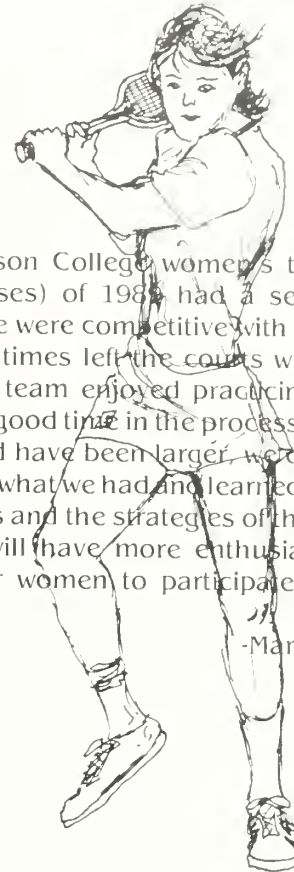 son College women's t
ses) of 198 had a se
e were competitive with
times left the courts w
team enjoyed practicin
good time in the process
d have been larger, we
what we had and learned
s and the strategies of th
will have more enthusia
r women to participate
-Mar